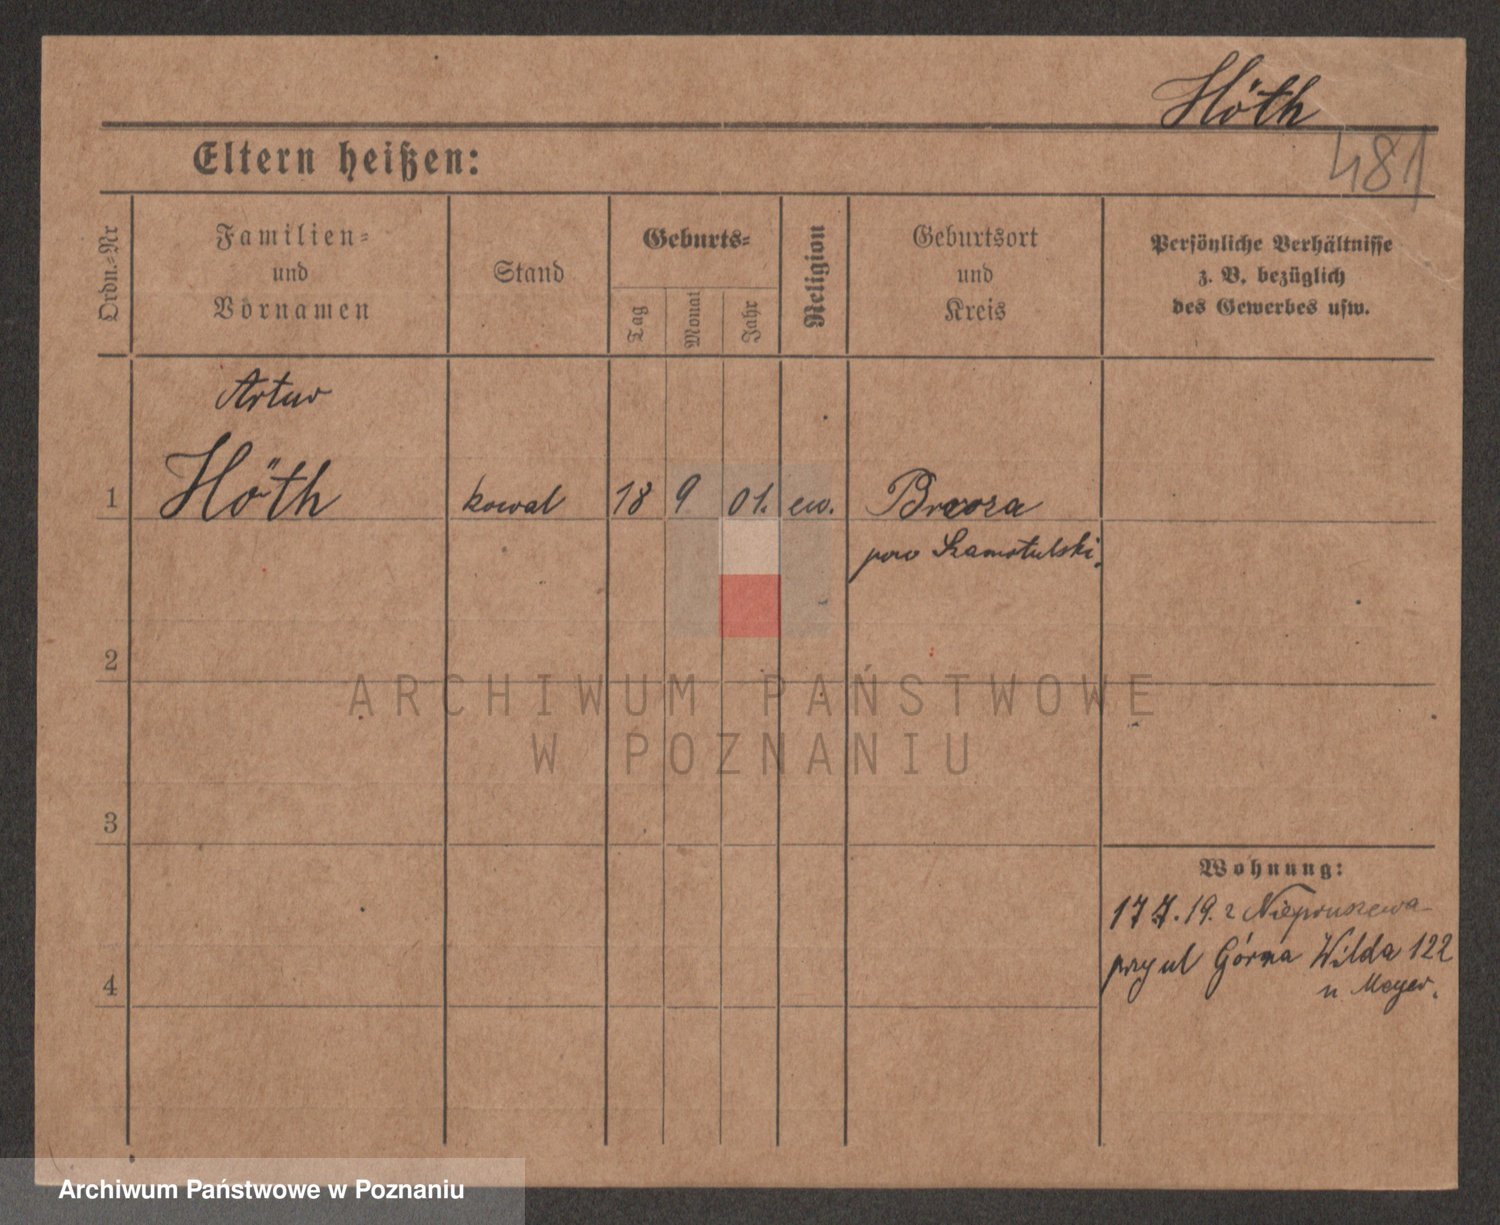 Höth
481
Eltern heißen:
Ordn.-Nr
Familien-
und
Vornamen
Stand
Geburts-
Tag
Monat
Jahr
Religion
Geburtsort
und
Kreis
Persönliche Verhältnisse
z. B. bezüglich
des Gewerbes usw.
Artur
1 Höth kowal 18 9 01. ew. Brzoza
pow Szamotulski.
2
ARCHIWUM PAŃSTWOWE
W POZNANIU
3
Wohnung:
17 7. 19. z Niepruszewa
przy ul Górna Wilda 122
u Meyer.
4
Archiwum Państwowe w Poznaniu